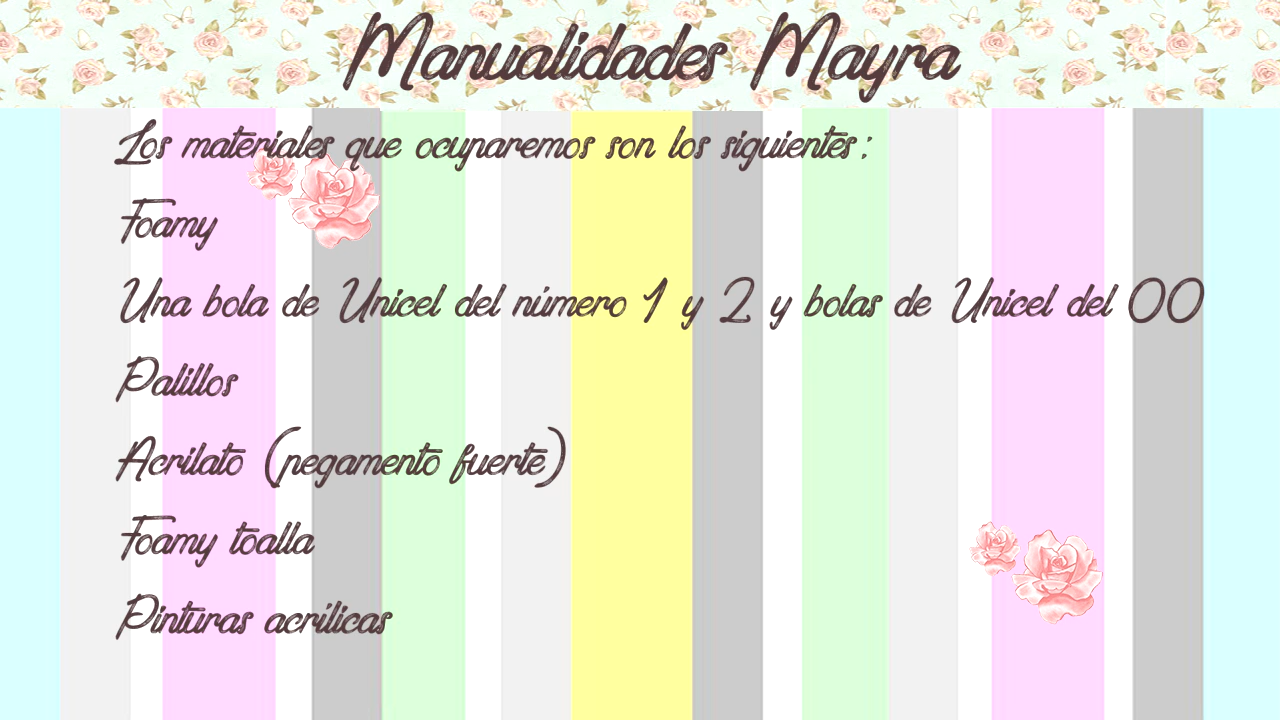 Manualidades Mayra
Los materiales que ocuparemos son los siguientes:
Foamy
Una bola de Unicel del número 1 y 2 y bolas de Unicel del 00
Palillos
Acrilato (pegamento fuerte)
Foamy toalla
Pinturas acrílicas